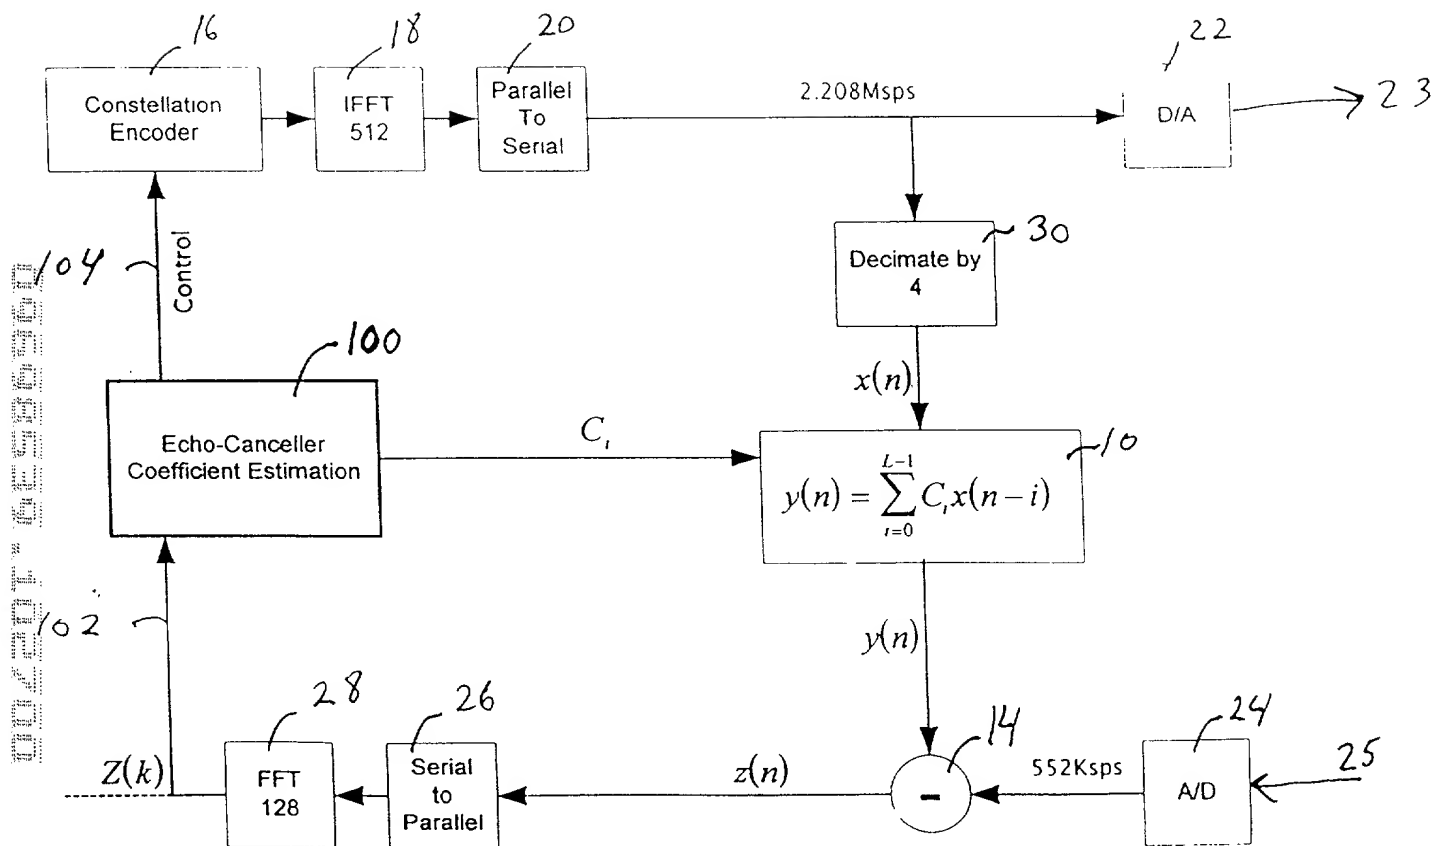 16
18
20
22
Constellation
Encoder
IFFT
512
Parallel
To
Serial
2.208Msps
D/A
23
30
Decimate by
4
104
Control
x(n)
100
Echo-Canceller
Coefficient Estimation
C_i
10
y(n) = \sum_{i=0}^{L-1} C_i x(n-i)
102
y(n)
28
26
14
24
25
Z(k)
FFT
128
Serial
to
Parallel
z(n)
-
552Ksps
A/D